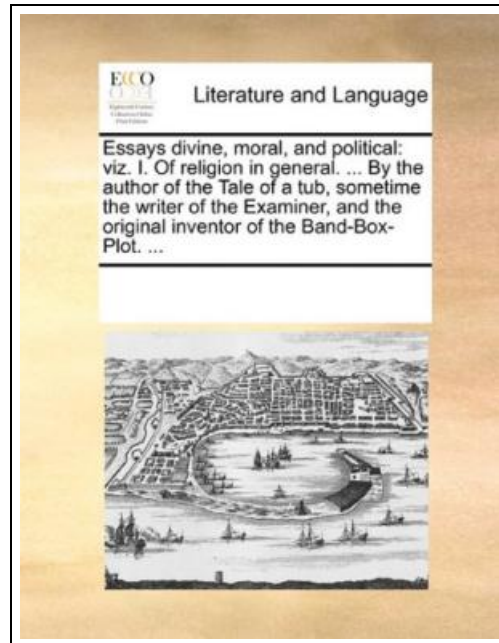 ECCO
Literature and Language
Essays divine, moral, and political:
viz. I. Of religion in general. ... By the
author of the Tale of a tub, sometime
the writer of the Examiner, and the
original inventor of the Band-Box-
Plot. ...